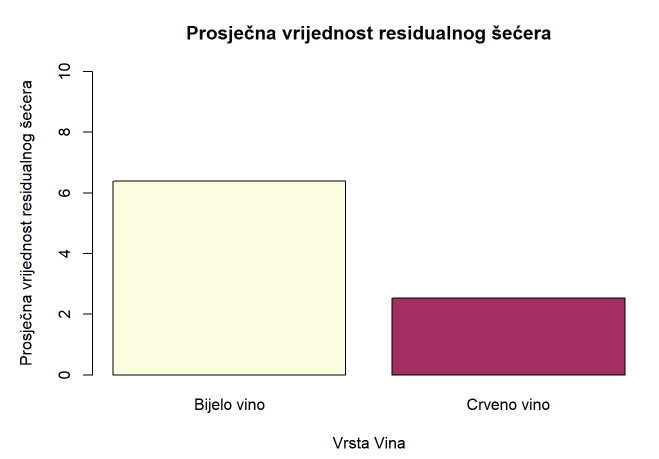 Prosječna vrijednost residualnog šećera
Prosječna vrijednost residualnog šećera
10
8
6
4
2
0
Bijelo vino
Crveno vino
Vrsta Vina